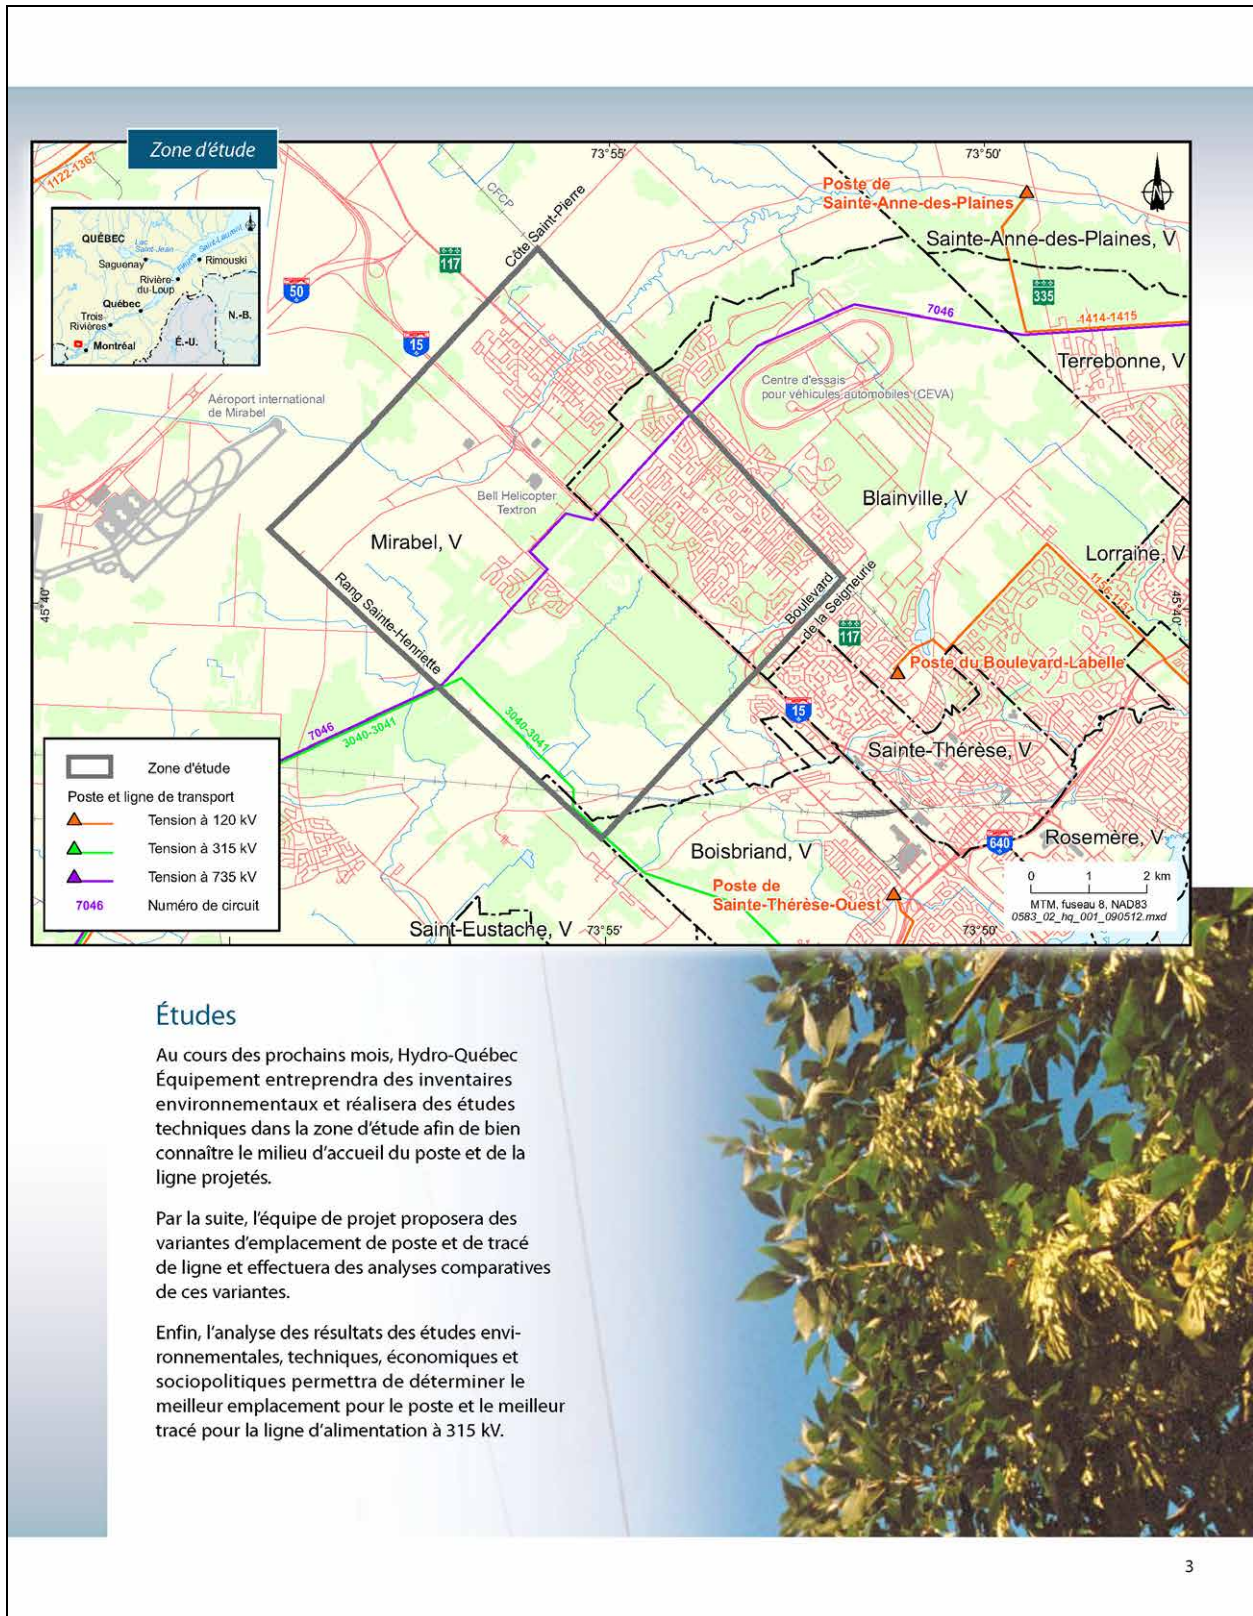 Zone d'étude
73°55'
73°50'
1122-1367
CFCP
Côte Saint-Pierre
Poste de
Sainte-Anne-des-Plaines
N
Sainte-Anne-des-Plaines, V
QUÉBEC
Lac
Saint-Jean
Fleuve Saint-Laurent
Saguenay
Rimouski
Rivière-
du-Loup
Québec
N.-B.
Trois-
Rivières
É.-U.
Montréal
117
50
15
335
7046
1414-1415
Terrebonne, V
Centre d'essais
pour véhicules automobiles (CEVA)
Aéroport international
de Mirabel
Bell Helicopter
Textron
Blainville, V
Mirabel, V
Lorraine, V
45°40'
45°40'
Rang Sainte-Henriette
Boulevard
de la Seigneurie
117
Poste du Boulevard-Labelle
15
7046
3040-3041
3040-3041
Sainte-Thérèse, V
Zone d'étude
Poste et ligne de transport
Tension à 120 kV
Tension à 315 kV
Tension à 735 kV
7046 Numéro de circuit
640
Rosemère, V
Boisbriand, V
Poste de
Sainte-Thérèse-Ouest
0 1 2 km
MTM, fuseau 8, NAD83
0583_02_hq_001_090512.mxd
Saint-Eustache, V
73°55'
73°50'
Études
Au cours des prochains mois, Hydro-Québec
Équipement entreprendra des inventaires
environnementaux et réalisera des études
techniques dans la zone d'étude afin de bien
connaître le milieu d'accueil du poste et de la
ligne projetés.
Par la suite, l'équipe de projet proposera des
variantes d'emplacement de poste et de tracé
de ligne et effectuera des analyses comparatives
de ces variantes.
Enfin, l'analyse des résultats des études envi-
ronnementales, techniques, économiques et
sociopolitiques permettra de déterminer le
meilleur emplacement pour le poste et le meilleur
tracé pour la ligne d'alimentation à 315 kV.
3